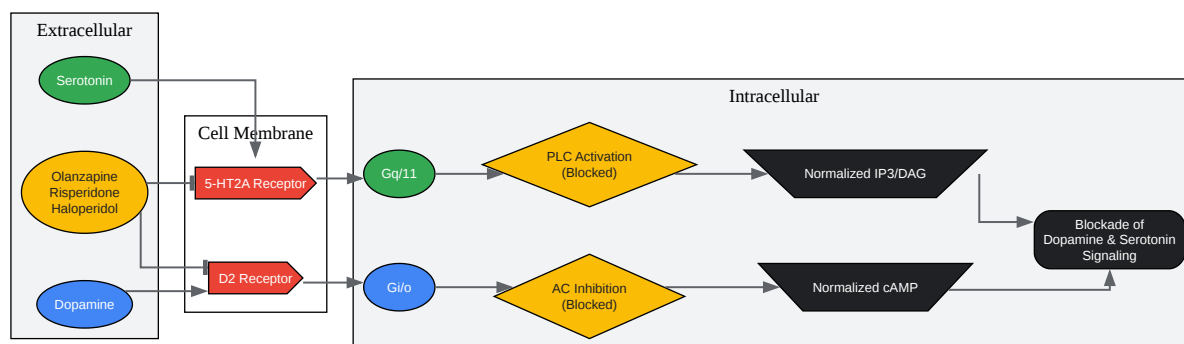 Extracellular
Serotonin
Olanzapine
Risperidone
Haloperidol
Dopamine
Cell Membrane
5-HT2A Receptor
D2 Receptor
Intracellular
Gq/11
PLC Activation
(Blocked)
Normalized IP3/DAG
Gi/o
AC Inhibition
(Blocked)
Normalized cAMP
Blockade of
Dopamine & Serotonin
Signaling